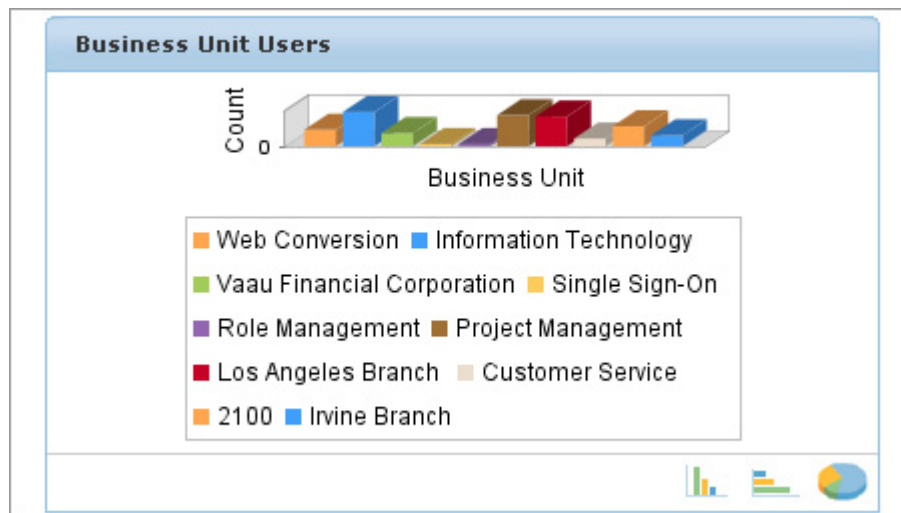 Business Unit Users
Count
0
Business Unit
Web Conversion Information Technology
Vaau Financial Corporation Single Sign-On
Role Management Project Management
Los Angeles Branch Customer Service
2100 Irvine Branch